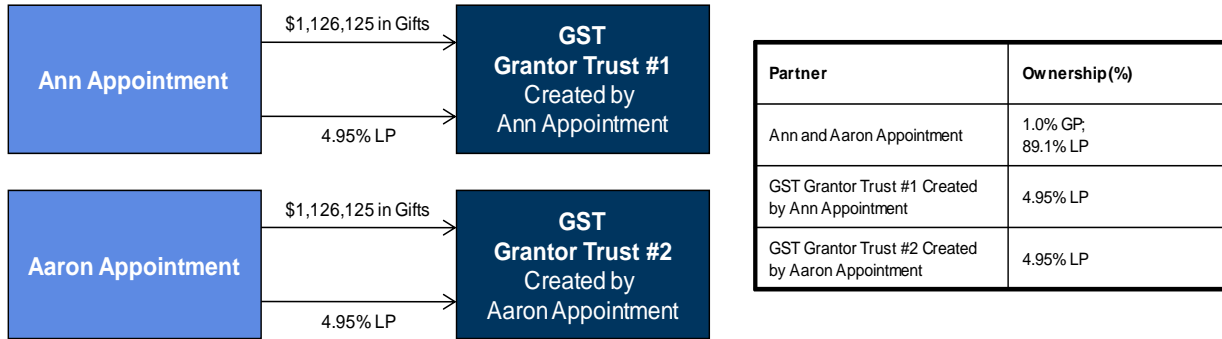 Ann Appointment
$1,126,125 in Gifts
4.95% LP
GST
Grantor Trust #1
Created by
Ann Appointment
Aaron Appointment
$1,126,125 in Gifts
4.95% LP
GST
Grantor Trust #2
Created by
Aaron Appointment
Partner
Ownership (%)
Ann and Aaron Appointment
1.0% GP;
89.1% LP
GST Grantor Trust #1 Created
by Ann Appointment
4.95% LP
GST Grantor Trust #2 Created
by Aaron Appointment
4.95% LP